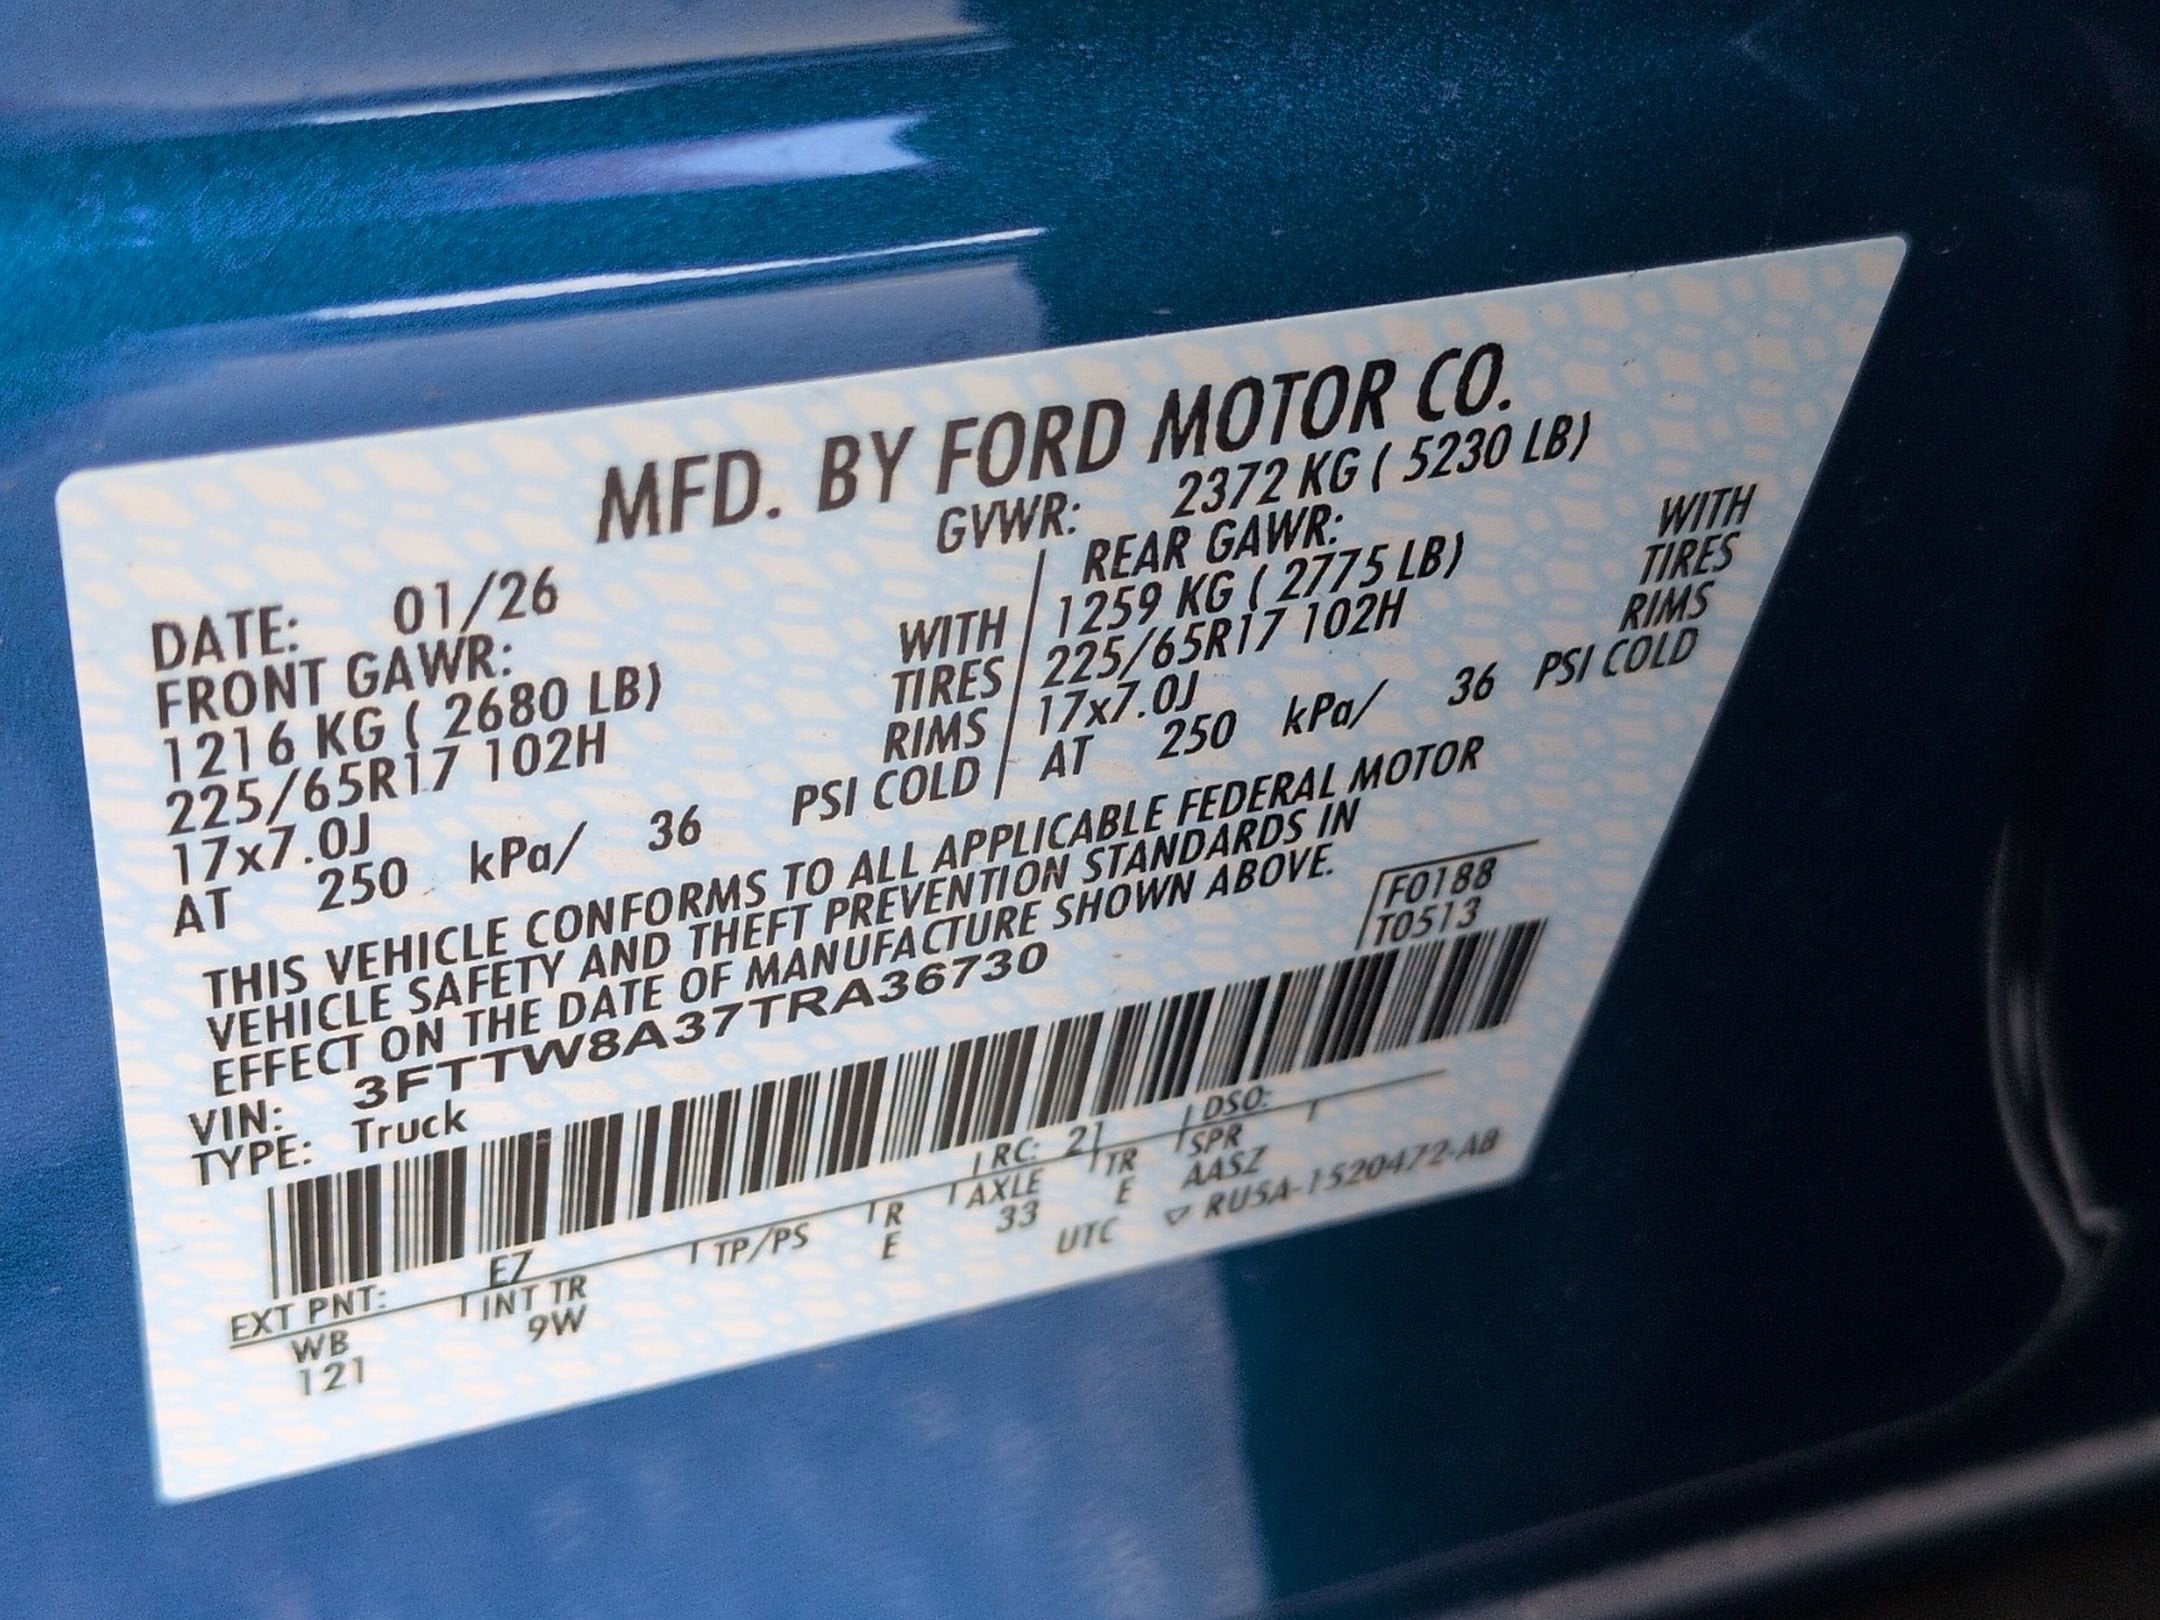 MFD. BY FORD MOTOR CO.
DATE: 01/26 GVWR: 2372 KG ( 5230 LB)
FRONT GAWR: REAR GAWR:
1216 KG ( 2680 LB) WITH 1259 KG ( 2775 LB) WITH
225/65R17 102H TIRES 225/65R17 102H TIRES
17x7.0J RIMS 17x7.0J RIMS
AT 250 kPa/ 36 PSI COLD AT 250 kPa/ 36 PSI COLD
THIS VEHICLE CONFORMS TO ALL APPLICABLE FEDERAL MOTOR
VEHICLE SAFETY AND THEFT PREVENTION STANDARDS IN
EFFECT ON THE DATE OF MANUFACTURE SHOWN ABOVE.
F0188
T0513
VIN: 3FTTW8A37TRA36730
TYPE: Truck
EXT PNT: EZ RC: 21 DSO:
WB INT TR TP/PS R AXLE TR SPR
121 9W E 33 E AASZ
UTC ▽ RU5A-1520472-AB